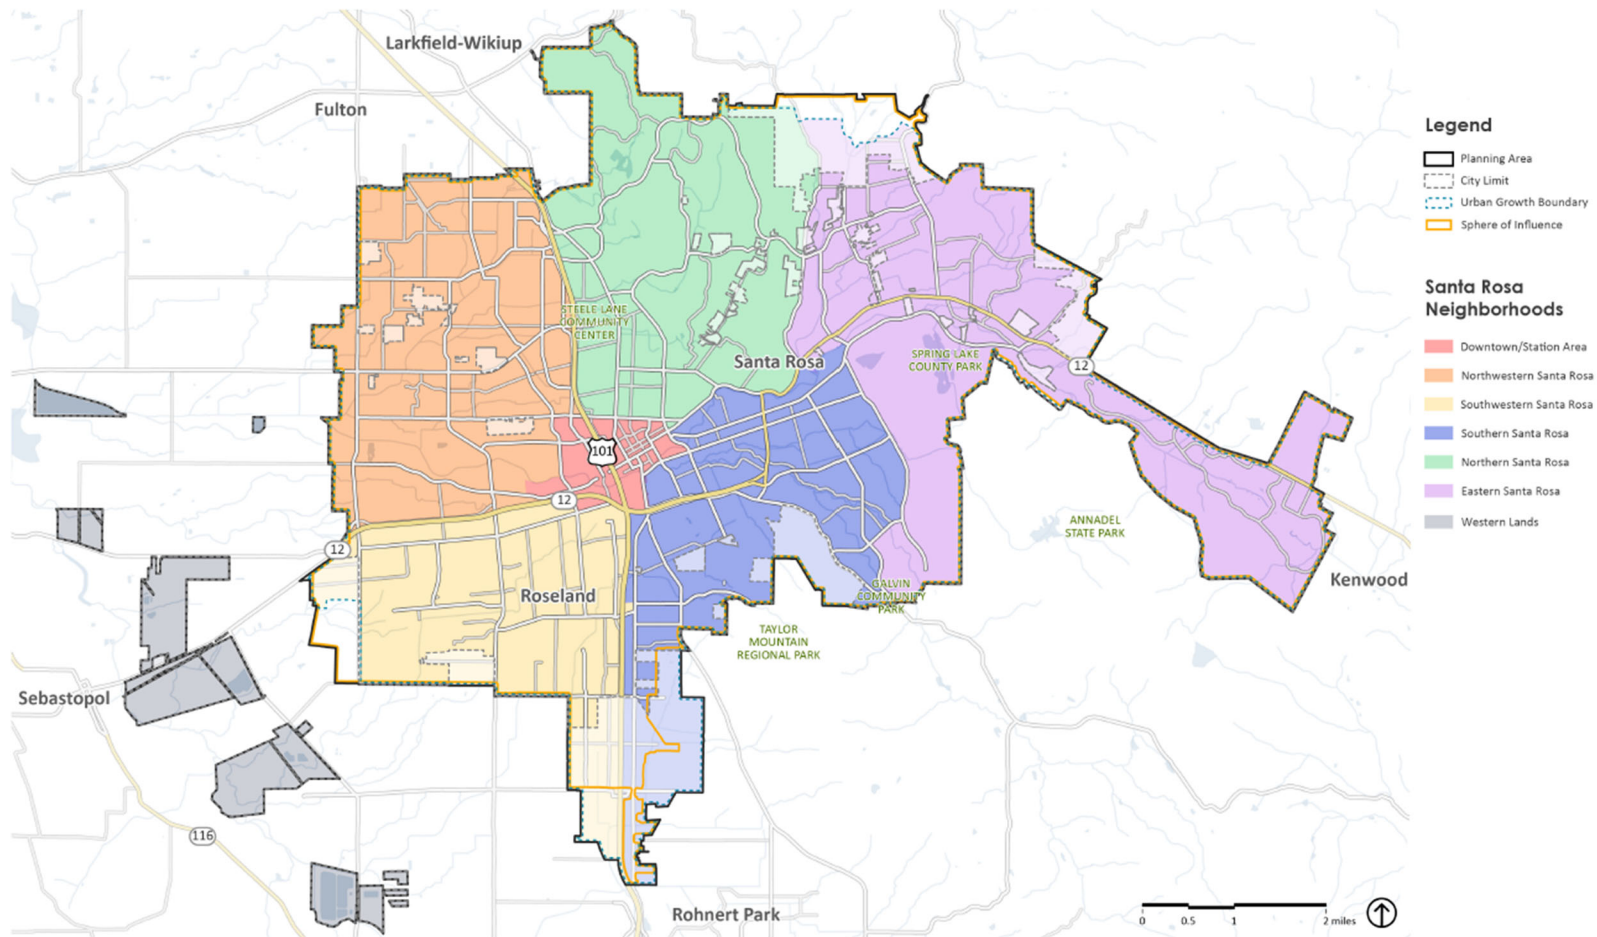 Larkfield-Wikiup
Fulton
STEELE LANE
COMMUNITY
CENTER
Santa Rosa
SPRING LAKE
COUNTY PARK
12
101
12
12
ANNADEL
STATE PARK
Kenwood
Roseland
GALVIN
COMMUNITY
PARK
TAYLOR
MOUNTAIN
REGIONAL PARK
Sebastopol
116
Rohnert Park
Legend
Planning Area
City Limit
Urban Growth Boundary
Sphere of Influence
Santa Rosa
Neighborhoods
Downtown/Station Area
Northwestern Santa Rosa
Southwestern Santa Rosa
Southern Santa Rosa
Northern Santa Rosa
Eastern Santa Rosa
Western Lands
0 0.5 1 2 miles